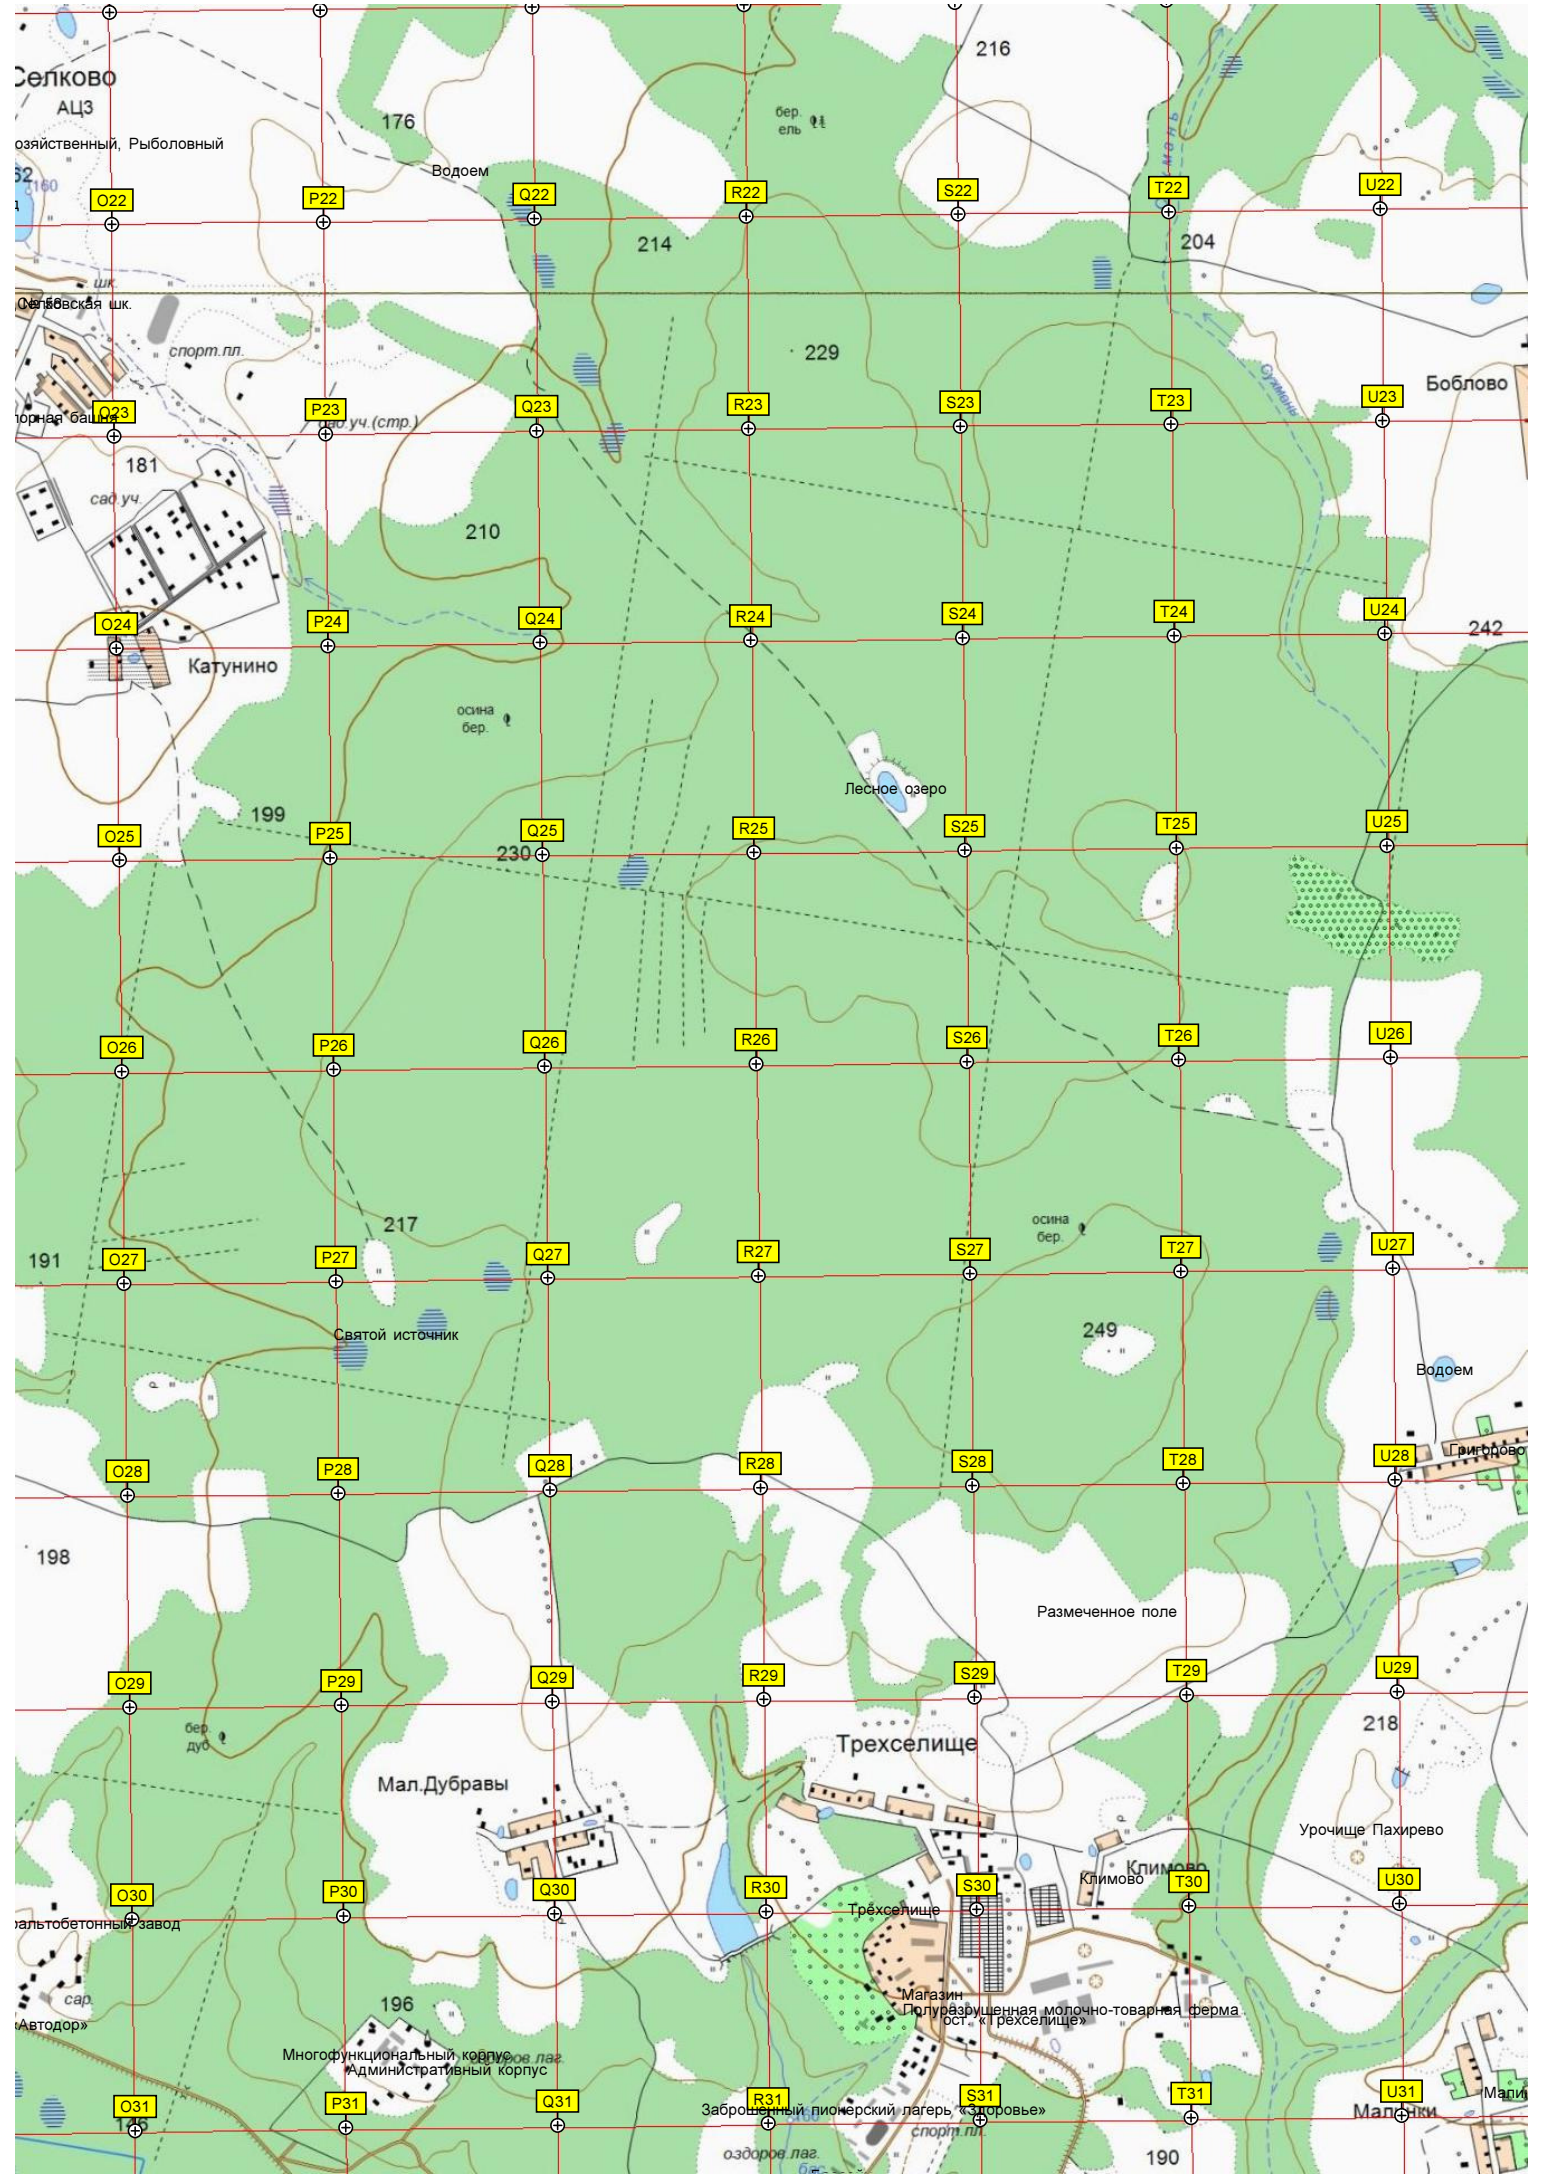 216
Селково
АЦЗ
176
бер.
ель
озяйственный, Рыболовный
Водоем
160
O22
P22
Q22
R22
S22
T22
U22
214
204
шк.
Селковская шк.
спорт.пл.
229
Сухмань
Боблово
O23
P23
Q23
R23
S23
T23
U23
181
сад.уч.
210
O24
P24
Q24
R24
S24
T24
U24
242
Катунино
осина
бер.
Лесное озеро
199
O25
P25
Q25
R25
S25
T25
U25
230
O26
P26
Q26
R26
S26
T26
U26
217
осина
бер.
191
O27
P27
Q27
R27
S27
T27
U27
Святой источник
249
Водоем
Григорово
O28
P28
Q28
R28
S28
T28
U28
198
Размеченное поле
O29
P29
Q29
R29
S29
T29
U29
бер.
дуб
218
Трехселище
Мал.Дубравы
Урочище Пахирево
Климово
Климово
O30
P30
Q30
R30
S30
T30
U30
Трёхселище
альтобетонный завод
сар.
196
Магазин
Полуразрушенная молочно-товарная ферма
ост. «Трёхселище»
«Автодор»
Многофункциональный корпус
Административный корпус
O31
P31
Q31
R31
S31
T31
U31
Заброшенный пионерский лагерь «Здоровье»
Малинки
спорт.пл.
оздоров.лаг.
190